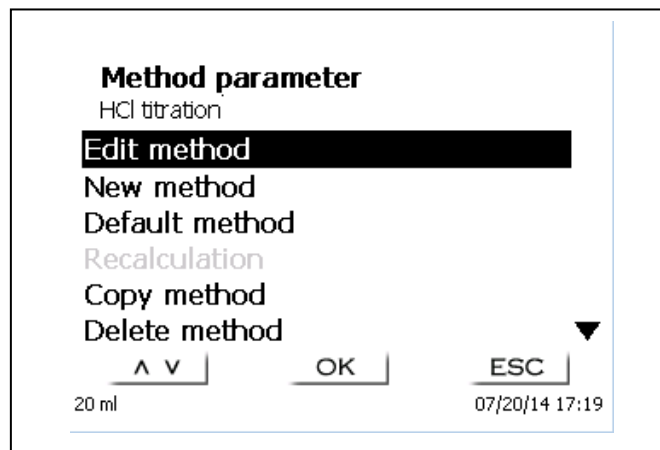 Method parameter
HCl titration
Edit method
New method
Default method
Recalculation
Copy method
Delete method
∧ ∨ OK ESC
20 ml 07/20/14 17:19